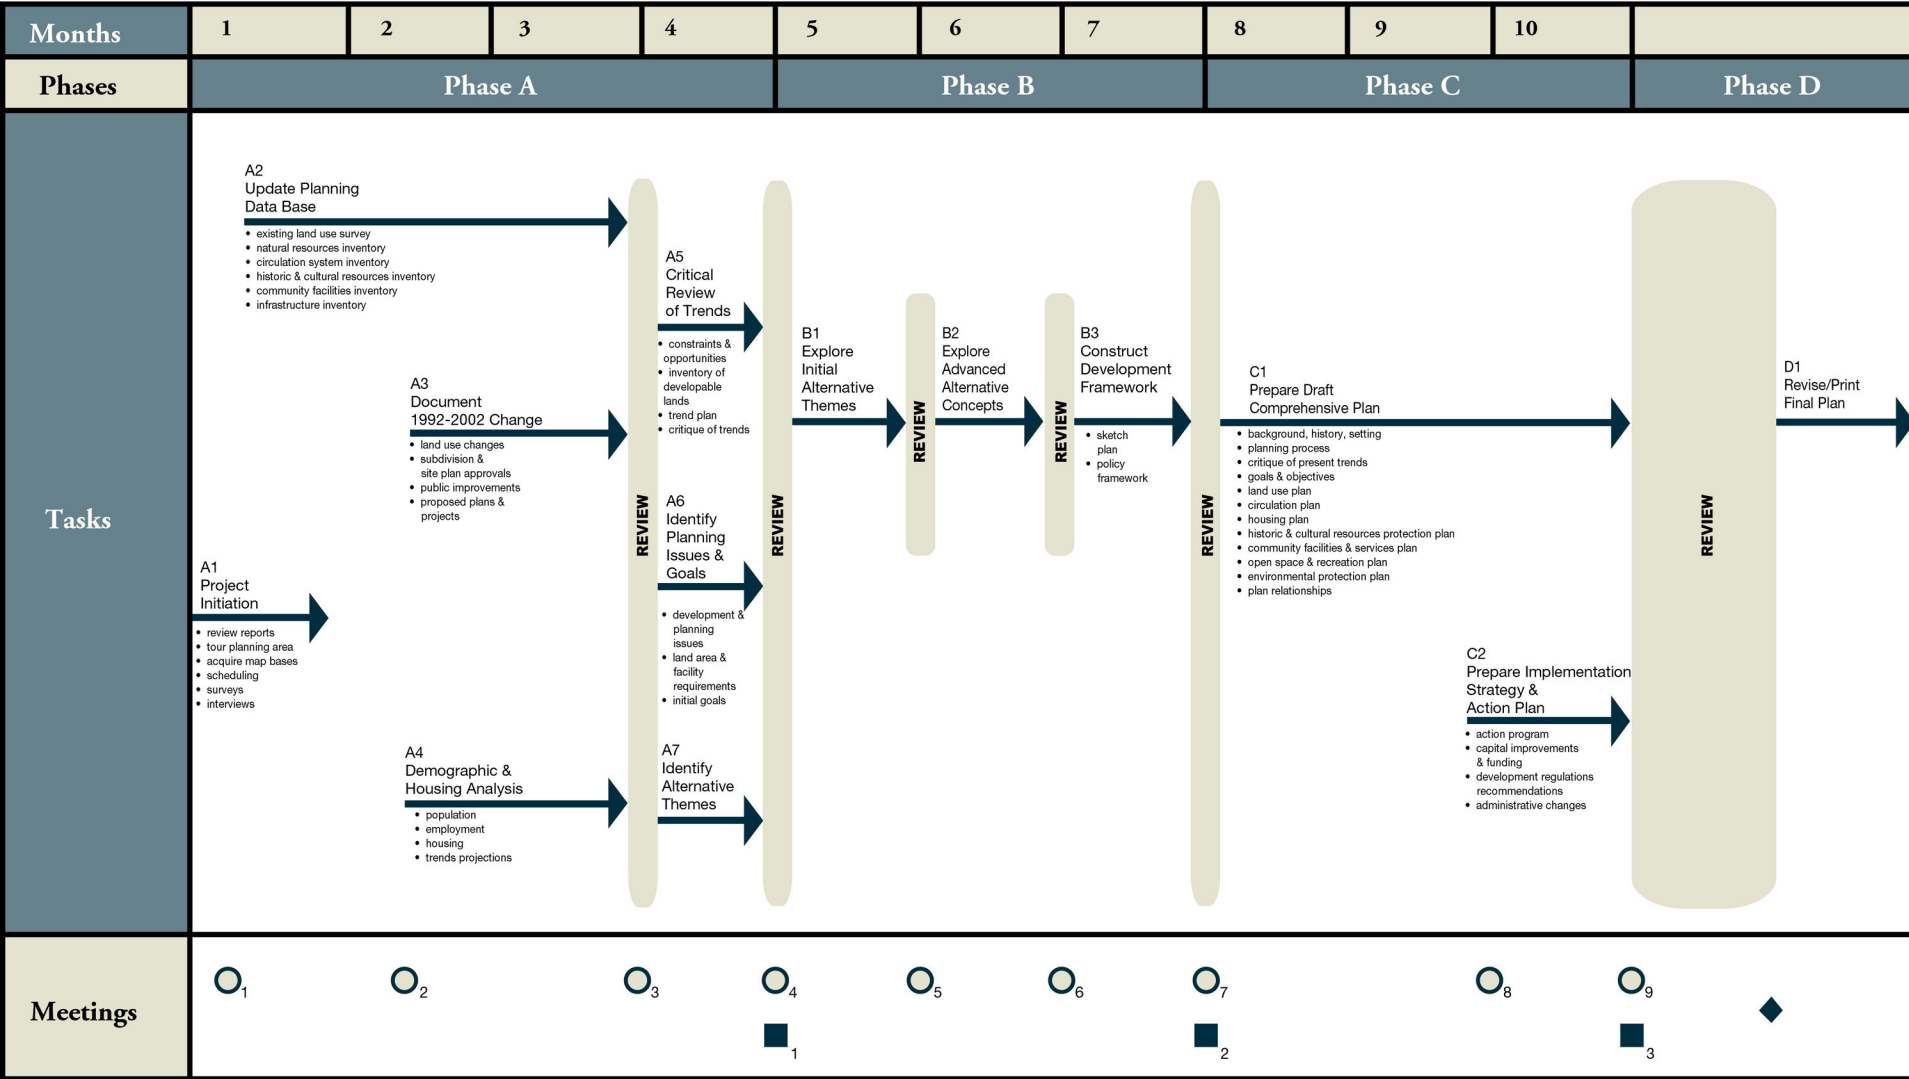 Months
1
2
3
4
5
6
7
8
9
10
Phases
Phase A
Phase B
Phase C
Phase D
Tasks
A1
Project
Initiation
• review reports
• tour planning area
• acquire map bases
• scheduling
• surveys
• interviews
A2
Update Planning
Data Base
• existing land use survey
• natural resources inventory
• circulation system inventory
• historic & cultural resources inventory
• community facilities inventory
• infrastructure inventory
A3
Document
1992-2002 Change
• land use changes
• subdivision &
site plan approvals
• public improvements
• proposed plans &
projects
A4
Demographic &
Housing Analysis
• population
• employment
• housing
• trends projections
REVIEW
A5
Critical
Review
of Trends
• constraints &
opportunities
• inventory of
developable
lands
• trend plan
• critique of trends
A6
Identify
Planning
Issues &
Goals
• development &
planning
issues
• land area &
facility
requirements
• initial goals
A7
Identify
Alternative
Themes
REVIEW
B1
Explore
Initial
Alternative
Themes
REVIEW
B2
Explore
Advanced
Alternative
Concepts
REVIEW
B3
Construct
Development
Framework
• sketch
plan
• policy
framework
REVIEW
C1
Prepare Draft
Comprehensive Plan
• background, history, setting
• planning process
• critique of present trends
• goals & objectives
• land use plan
• circulation plan
• housing plan
• historic & cultural resources protection plan
• community facilities & services plan
• open space & recreation plan
• environmental protection plan
• plan relationships
C2
Prepare Implementation
Strategy &
Action Plan
• action program
• capital improvements
& funding
• development regulations
recommendations
• administrative changes
REVIEW
D1
Revise/Print
Final Plan
Meetings
1
2
3
4
5
6
7
8
9
1
2
3